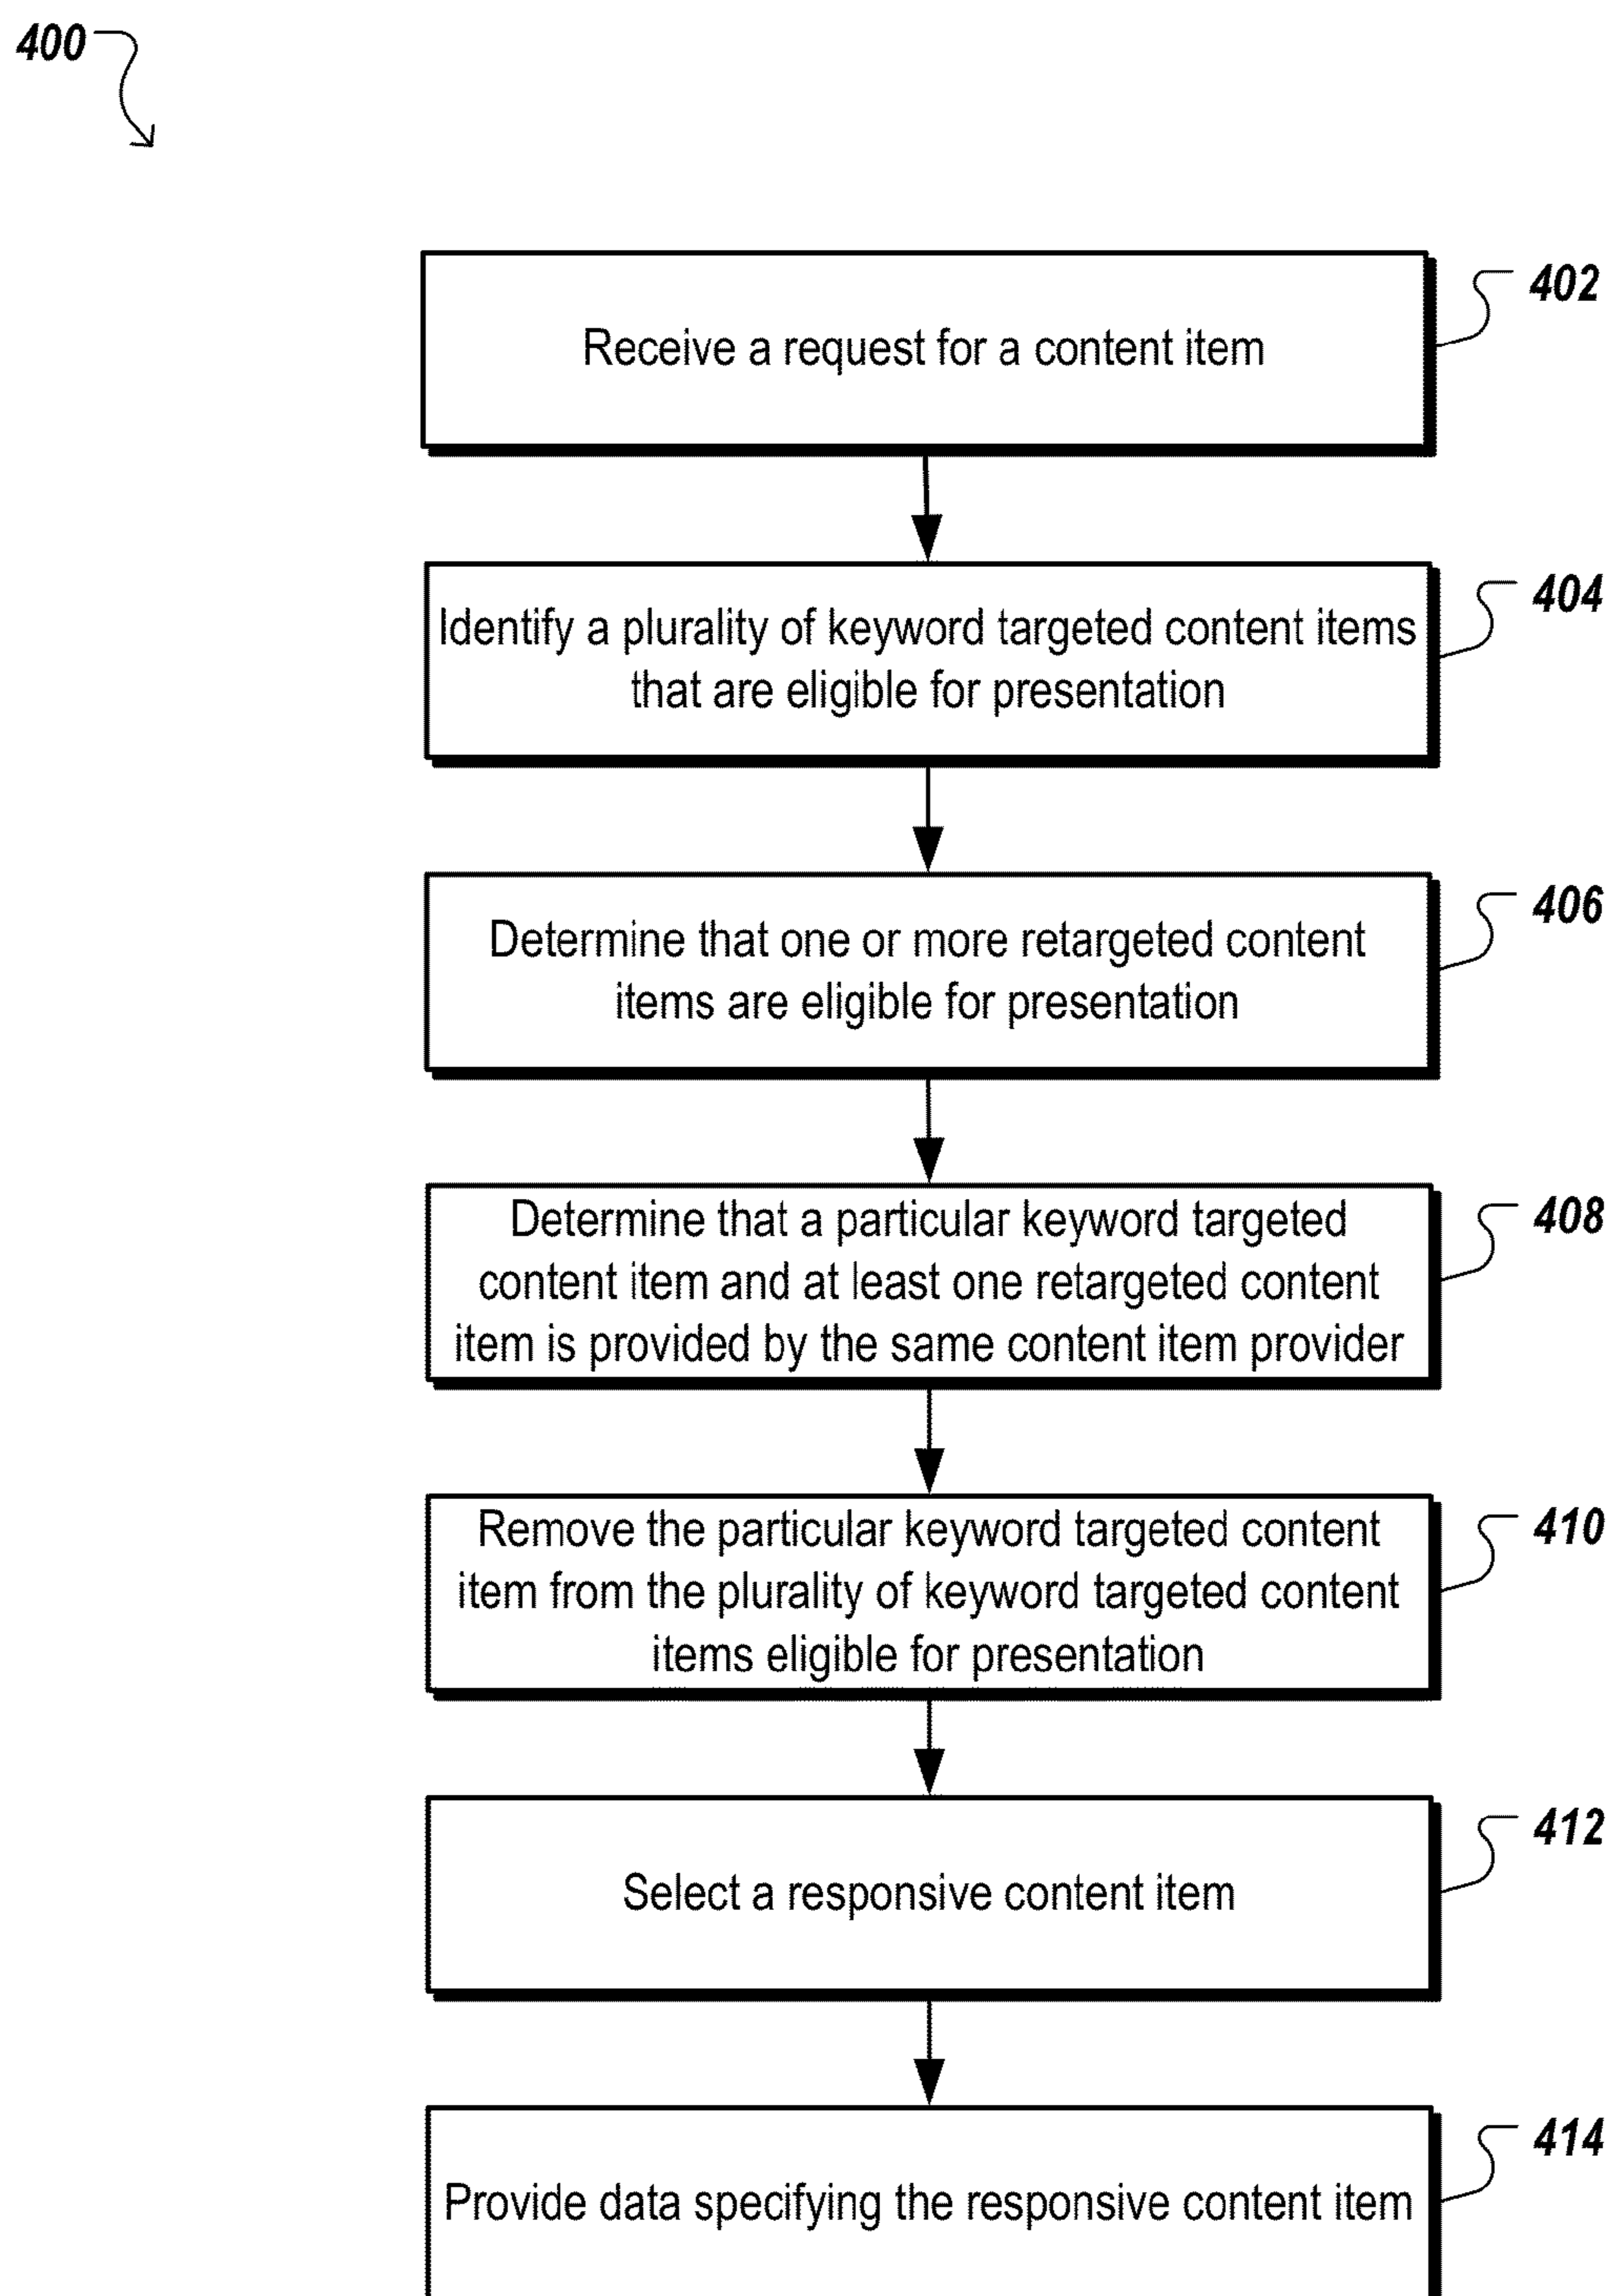 400
402
Receive a request for a content item
404
Identify a plurality of keyword targeted content items
that are eligible for presentation
406
Determine that one or more retargeted content
items are eligible for presentation
408
Determine that a particular keyword targeted
content item and at least one retargeted content
item is provided by the same content item provider
410
Remove the particular keyword targeted content
item from the plurality of keyword targeted content
items eligible for presentation
412
Select a responsive content item
414
Provide data specifying the responsive content item